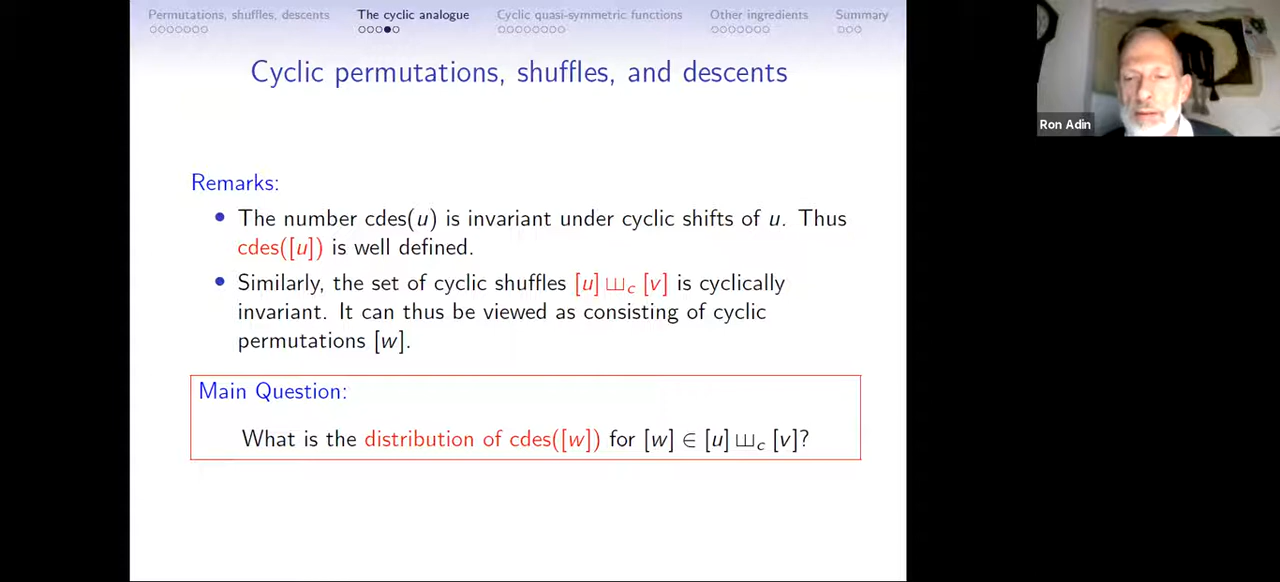 Permutations, shuffles, descents The cyclic analogue Cyclic quasi-symmetric functions Other ingredients Summary
Cyclic permutations, shuffles, and descents
Remarks:
• The number cdes(u) is invariant under cyclic shifts of u. Thus
cdes([u]) is well defined.
• Similarly, the set of cyclic shuffles [u] ⧢c [v] is cyclically
invariant. It can thus be viewed as consisting of cyclic
permutations [w].
Main Question:
What is the distribution of cdes([w]) for [w] ∈ [u] ⧢c [v]?
Ron Adin